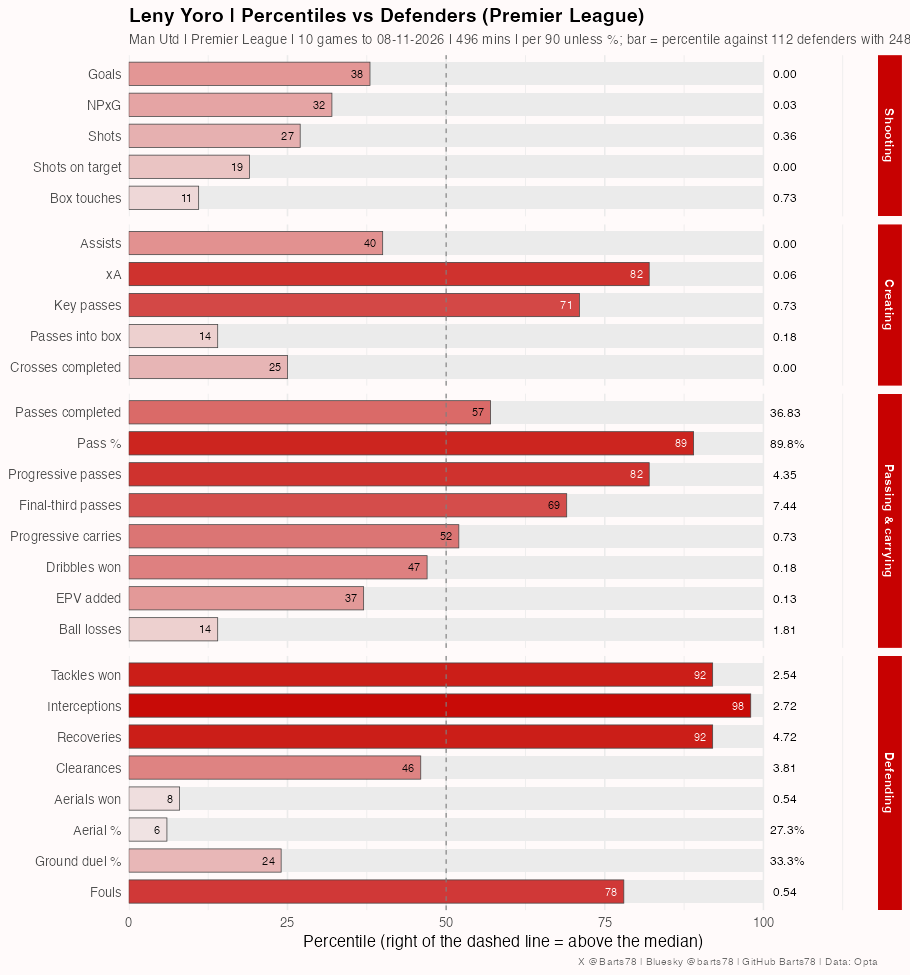 Leny Yoro | Percentiles vs Defenders (Premier League)
Man Utd | Premier League | 10 games to 08-11-2026 | 496 mins | per 90 unless %; bar = percentile against 112 defenders with 248
Goals 38 0.00
NPxG 32 0.03
Shots 27 0.36
Shots on target 19 0.00
Box touches 11 0.73
Shooting
Assists 40 0.00
xA 82 0.06
Key passes 71 0.73
Passes into box 14 0.18
Crosses completed 25 0.00
Creating
Passes completed 57 36.83
Pass % 89 89.8%
Progressive passes 82 4.35
Final-third passes 69 7.44
Progressive carries 52 0.73
Dribbles won 47 0.18
EPV added 37 0.13
Ball losses 14 1.81
Passing & carrying
Tackles won 92 2.54
Interceptions 98 2.72
Recoveries 92 4.72
Clearances 46 3.81
Aerials won 8 0.54
Aerial % 6 27.3%
Ground duel % 24 33.3%
Fouls 78 0.54
Defending
0 25 50 75 100
Percentile (right of the dashed line = above the median)
X @Barts78 | Bluesky @barts78 | GitHub Barts78 | Data: Opta